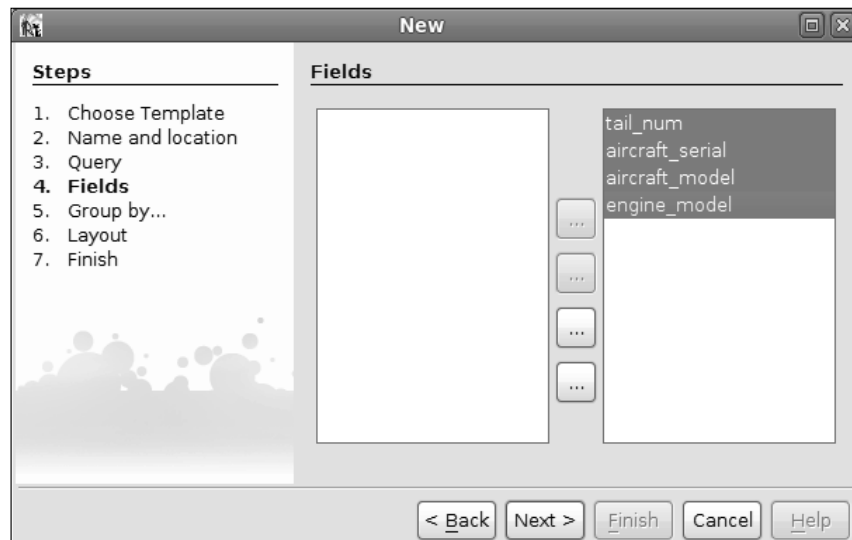 New
Steps
1. Choose Template
2. Name and location
3. Query
4. Fields
5. Group by...
6. Layout
7. Finish
Fields
...
...
...
...
tail_num
aircraft_serial
aircraft_model
engine_model
< Back
Next >
Finish
Cancel
Help